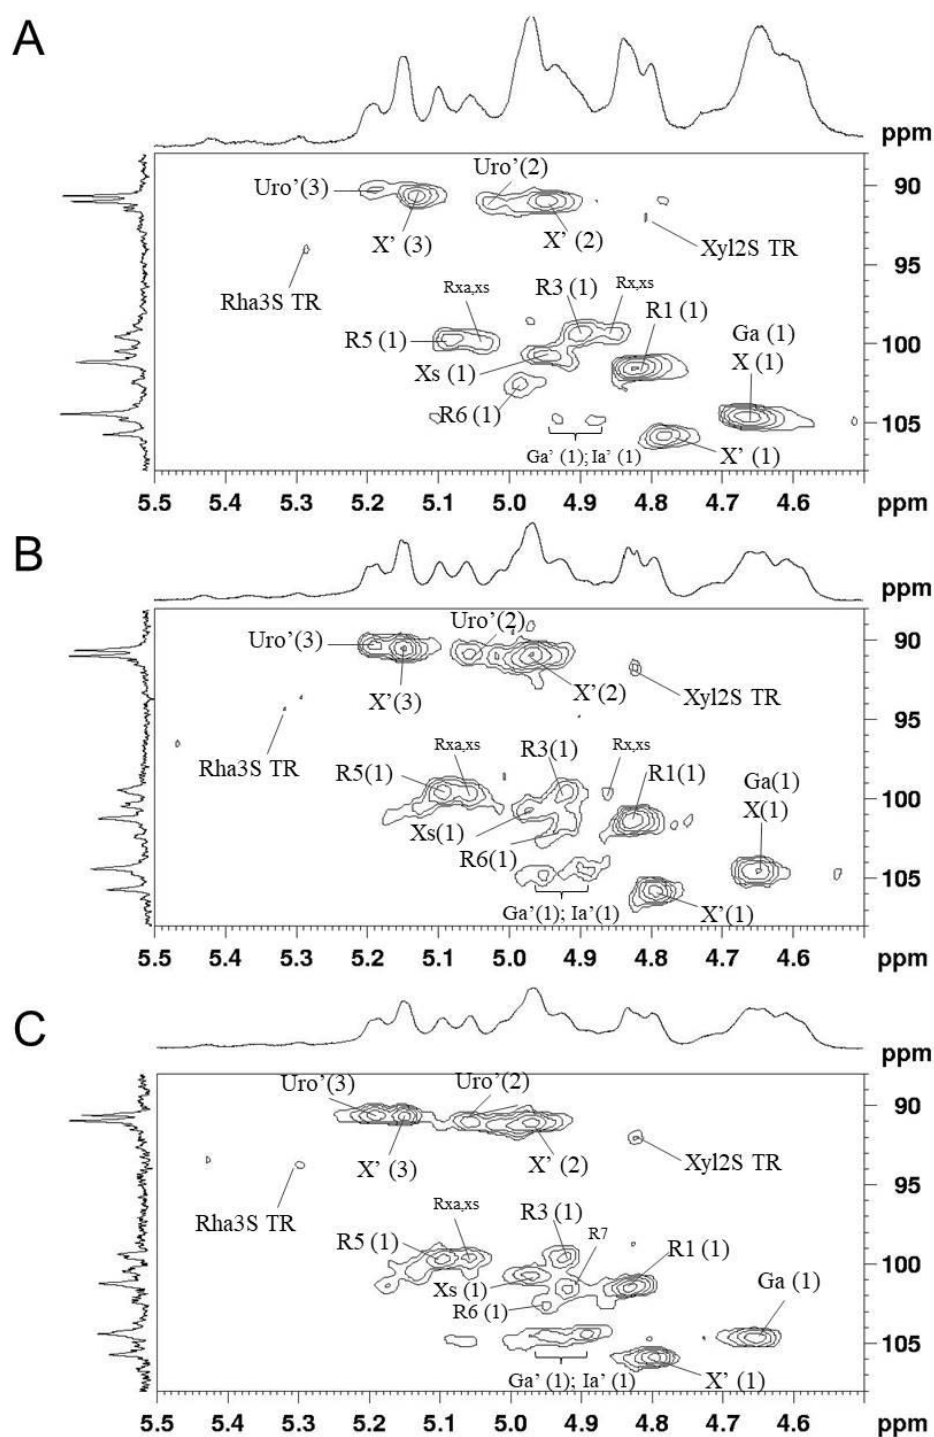 A
ppm
Uro'(3)
Uro'(2)
90
X' (3)
X' (2)
Xyl2S TR
Rha3S TR
95
Rxa,xs
R3 (1)
Rx,xs
R5 (1)
R1 (1)
Ga (1)
100
Xs (1)
X (1)
R6 (1)
105
Ga' (1); Ia' (1)
X' (1)
5.5 5.4 5.3 5.2 5.1 5.0 4.9 4.8 4.7 4.6 ppm
B
ppm
Uro'(3)
Uro'(2)
90
X'(3)
X'(2)
Xyl2S TR
95
Rha3S TR
Rxa,xs
R3(1)
Rx,xs
R5(1)
R1(1)
Ga(1)
100
Xs(1)
X(1)
R6(1)
105
Ga'(1); Ia'(1)
X'(1)
5.5 5.4 5.3 5.2 5.1 5.0 4.9 4.8 4.7 4.6 ppm
C
ppm
Uro'(3)
Uro'(2)
90
X' (3)
X' (2)
Xyl2S TR
95
Rha3S TR
Rxa,xs
R3 (1)
R7
R5 (1)
R1 (1)
100
Xs (1)
Ga (1)
R6 (1)
105
Ga' (1); Ia' (1)
X' (1)
5.5 5.4 5.3 5.2 5.1 5.0 4.9 4.8 4.7 4.6 ppm